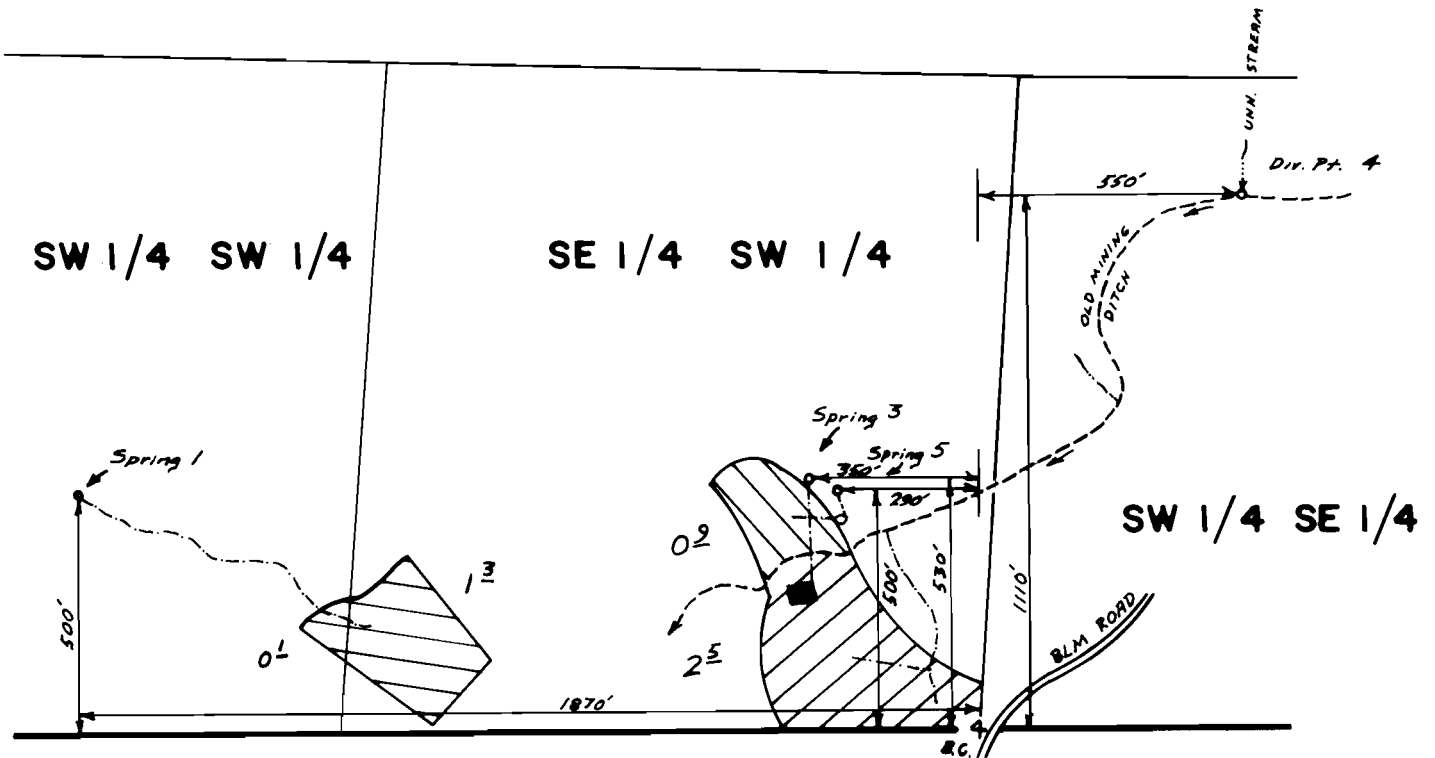 UNN. STREAM
Dir. Pt. 4
550'
SW 1/4 SW 1/4
SE 1/4 SW 1/4
OLD MINING
DITCH
Spring 3
Spring 1
Spring 5
350'
290'
SW 1/4 SE 1/4
0 9
1 3
500'
530'
1110'
500'
BLM ROAD
0 1
2 5
1870'
4